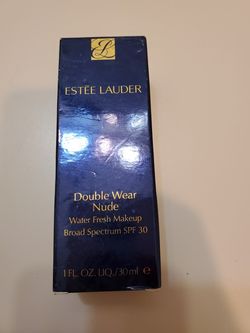 ESTĒE LAUDER
Double Wear
Nude
Water Fresh Makeup
Broad Spectrum SPF 30
1 FL. OZ. LIQ./30 ml ℮